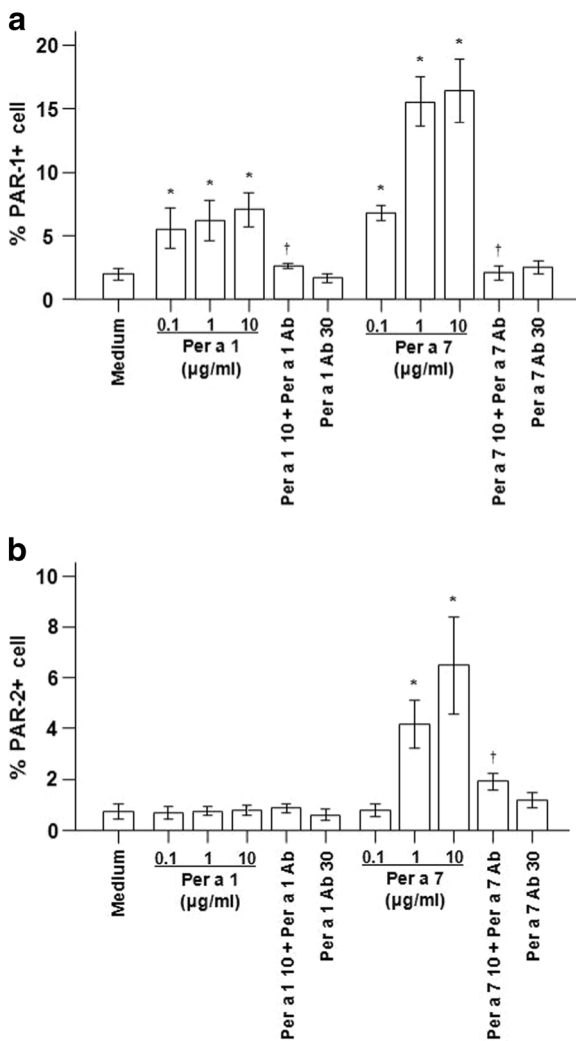 a
% PAR-1+ cell
20
15
10
5
0
* * * † * * * †
Medium
0.1 1 10
Per a 1
(µg/ml)
Per a 1 10 + Per a 1 Ab
Per a 1 Ab 30
0.1 1 10
Per a 7
(µg/ml)
Per a 7 10 + Per a 7 Ab
Per a 7 Ab 30
b
% PAR-2+ cell
10
8
6
4
2
0
* * †
Medium
0.1 1 10
Per a 1
(µg/ml)
Per a 1 10 + Per a 1 Ab
Per a 1 Ab 30
0.1 1 10
Per a 7
(µg/ml)
Per a 7 10 + Per a 7 Ab
Per a 7 Ab 30